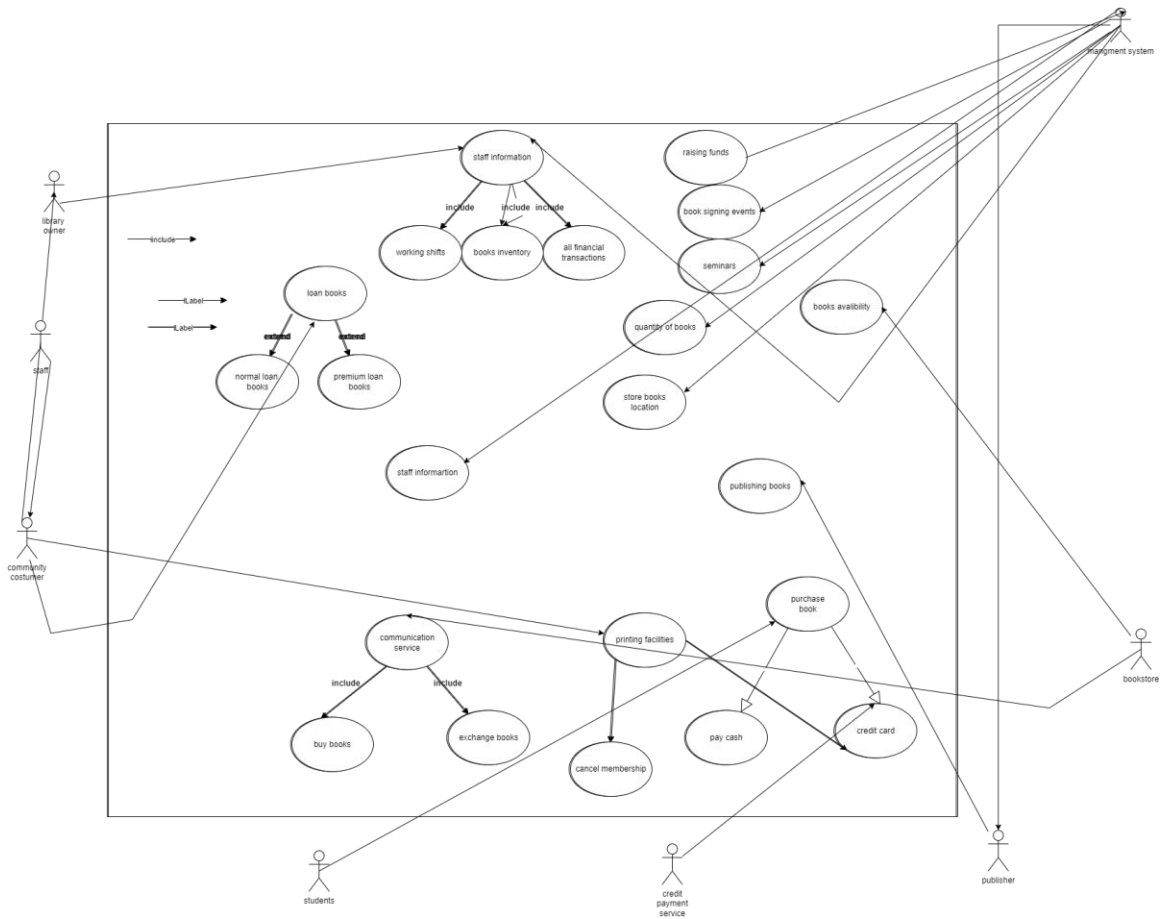 mangment system
staff information
raising funds
include
include
include
book signing events
library
owner
include
working shifts
books inventory
all financial
transactions
seminars
loan books
lLabel
books avalibility
lLabel
quantity of books
extend
extend
staff
normal loan
books
premium loan
books
store books
location
staff informartion
publishing books
community
costumer
purchase
book
communication
service
printing facilities
bookstore
include
include
buy books
exchange books
pay cash
credit card
cancel membership
students
credit
payment
service
publisher